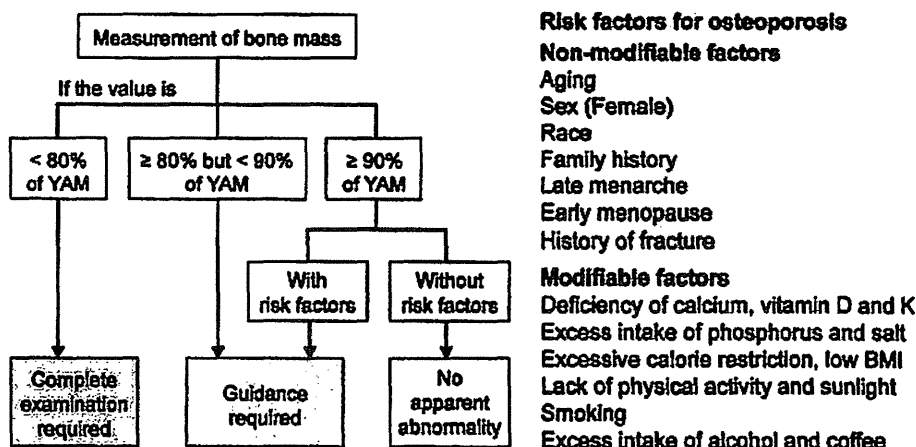 Measurement of bone mass
If the value is
< 80%
of YAM
≥ 80% but < 90%
of YAM
≥ 90%
of YAM
With
risk factors
Without
risk factors
Complete
examination
required
Guidance
required
No
apparent
abnormality
Risk factors for osteoporosis
Non-modifiable factors
Aging
Sex (Female)
Race
Family history
Late menarche
Early menopause
History of fracture
Modifiable factors
Deficiency of calcium, vitamin D and K
Excess intake of phosphorus and salt
Excessive calorie restriction, low BMI
Lack of physical activity and sunlight
Smoking
Excess intake of alcohol and coffee